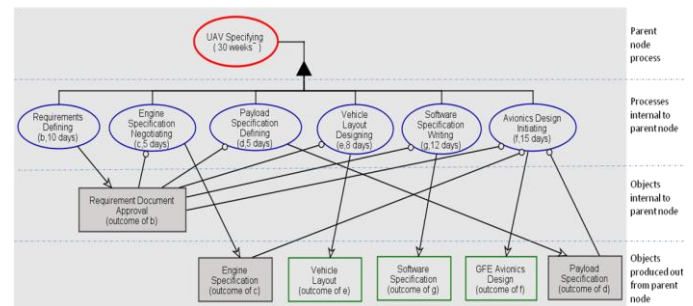 UAV Specifying
( 30 weeks )
Parent
node
process
Requirements
Defining
(b,10 days)
Engine
Specification
Negotiating
(c,5 days)
Payload
Specification
Defining
(d,5 days)
Vehicle
Layout
Designing
(e,8 days)
Software
Specification
Writing
(g,12 days)
Avionics Design
Initiating
(f,15 days)
Processes
internal to
parent node
Requirement Document
Approval
(outcome of b)
Objects
internal to
parent node
Engine
Specification
(outcome of c)
Vehicle
Layout
(outcome of e)
Software
Specification
(outcome of g)
GFE Avionics
Design
(outcome of f)
Payload
Specification
(outcome of d)
Objects
produced out
from parent
node